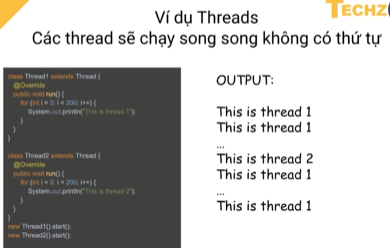 Ví dụ Threads
TECHZ
Các thread sẽ chạy song song không có thứ tự
class Thread1 extends Thread {
@Override
public void run() {
for (int i = 0; i < 200; i++) {
System.out.println("This is thread 1");
}
}
}
class Thread2 extends Thread {
@Override
public void run() {
for (int i = 0; i < 200; i++) {
System.out.println("This is thread 2");
}
}
}
new Thread1().start();
new Thread2().start();
OUTPUT:
This is thread 1
This is thread 1
...
This is thread 2
This is thread 1
...
This is thread 1